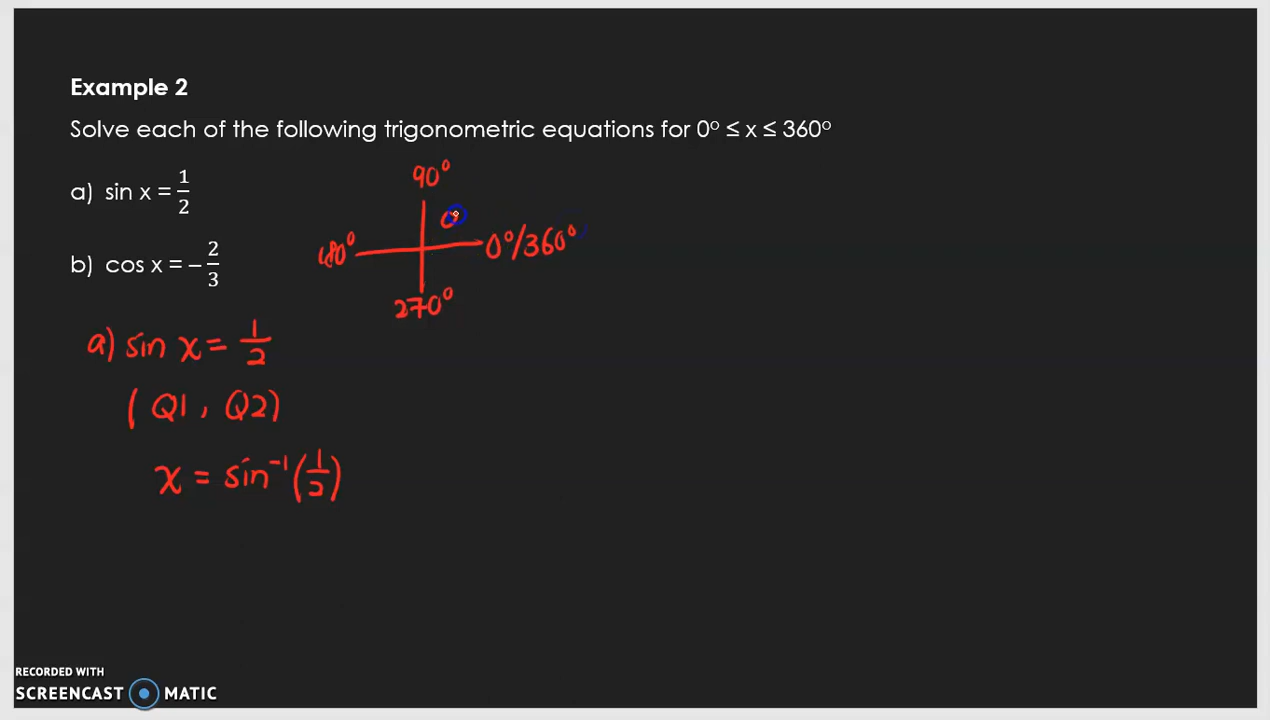 Example 2
Solve each of the following trigonometric equations for 0° ≤ x ≤ 360°
90°
a) sin x = 1/2
180°
0°/360°
b) cos x = – 2/3
270°
a) sin x = 1/2
( Q1 , Q2)
x = sin⁻¹(1/2)
RECORDED WITH
SCREENCAST MATIC